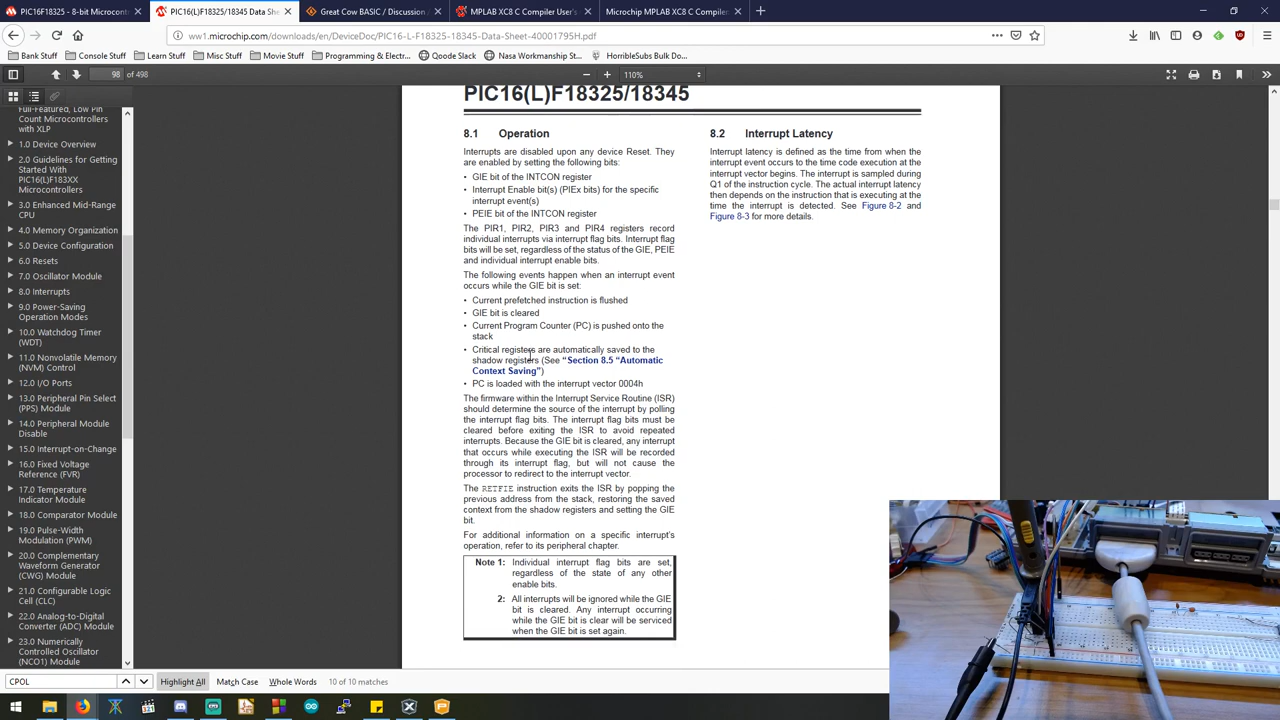 PIC16F18325 - 8-bit Microcont
PIC16(L)F18325/18345 Data She
Great Cow BASIC / Discussion /
MPLAB XC8 C Compiler User's
Microchip MPLAB XC8 C Compiler
ww1.microchip.com/downloads/en/DeviceDoc/PIC16-L-F18325-18345-Data-Sheet-40001795H.pdf
Bank Stuff
Console Stuff
Learn Stuff
Misc Stuff
Movie Stuff
Programming & Electr...
Qoode Slack
Nasa Workmanship St...
HorribleSubs Bulk Do...
98 of 498
110%
Full-Featured, Low Pin
Count Microcontrollers
with XLP
1.0 Device Overview
2.0 Guidelines for Getting
Started With
PIC16(L)F183XX
Microcontrollers
3.0 Enhanced Mid-Range
CPU
4.0 Memory Organization
5.0 Device Configuration
6.0 Resets
7.0 Oscillator Module
8.0 Interrupts
9.0 Power-Saving
Operation Modes
10.0 Watchdog Timer
(WDT)
11.0 Nonvolatile Memory
(NVM) Control
12.0 I/O Ports
13.0 Peripheral Pin Select
(PPS) Module
14.0 Peripheral Module
Disable
15.0 Interrupt-on-Change
16.0 Fixed Voltage
Reference (FVR)
17.0 Temperature
Indicator Module
18.0 Comparator Module
19.0 Pulse-Width
Modulation (PWM)
20.0 Complementary
Waveform Generator
(CWG) Module
21.0 Configurable Logic
Cell (CLC)
22.0 Analog-to-Digital
Converter (ADC) Module
23.0 Numerically
Controlled Oscillator
(NCO1) Module
PIC16(L)F18325/18345
8.1 Operation
Interrupts are disabled upon any device Reset. They
are enabled by setting the following bits:
• GIE bit of the INTCON register
• Interrupt Enable bit(s) (PIEx bits) for the specific
interrupt event(s)
• PEIE bit of the INTCON register
The PIR1, PIR2, PIR3 and PIR4 registers record
individual interrupts via interrupt flag bits. Interrupt flag
bits will be set, regardless of the status of the GIE, PEIE
and individual interrupt enable bits.
The following events happen when an interrupt event
occurs while the GIE bit is set:
• Current prefetched instruction is flushed
• GIE bit is cleared
• Current Program Counter (PC) is pushed onto the
stack
• Critical registers are automatically saved to the
shadow registers (See “Section 8.5 “Automatic
Context Saving”)
• PC is loaded with the interrupt vector 0004h
The firmware within the Interrupt Service Routine (ISR)
should determine the source of the interrupt by polling
the interrupt flag bits. The interrupt flag bits must be
cleared before exiting the ISR to avoid repeated
interrupts. Because the GIE bit is cleared, any interrupt
that occurs while executing the ISR will be recorded
through its interrupt flag, but will not cause the
processor to redirect to the interrupt vector.
The RETFIE instruction exits the ISR by popping the
previous address from the stack, restoring the saved
context from the shadow registers and setting the GIE
bit.
For additional information on a specific interrupt's
operation, refer to its peripheral chapter.
Note 1: Individual interrupt flag bits are set,
regardless of the state of any other
enable bits.
2: All interrupts will be ignored while the GIE
bit is cleared. Any interrupt occurring
while the GIE bit is clear will be serviced
when the GIE bit is set again.
8.2 Interrupt Latency
Interrupt latency is defined as the time from when the
interrupt event occurs to the time code execution at the
interrupt vector begins. The interrupt is sampled during
Q1 of the instruction cycle. The actual interrupt latency
then depends on the instruction that is executing at the
time the interrupt is detected. See Figure 8-2 and
Figure 8-3 for more details.
CPOL
Highlight All
Match Case
Whole Words
10 of 10 matches